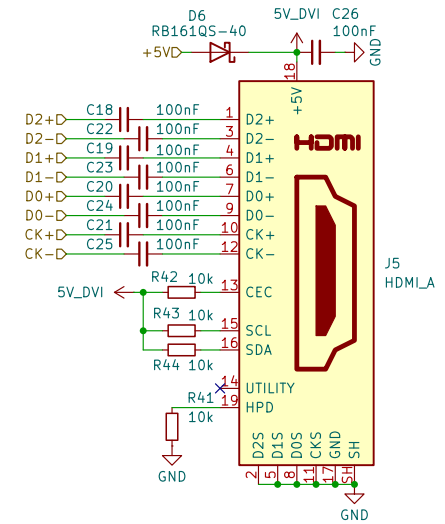 D6
RB161QS-40
5V_DVI
C26
100nF
+5V
GND
18
+5V
D2+ C18 100nF 1 D2+
D2- C22 100nF 3 D2-
D1+ C19 100nF 4 D1+
D1- C23 100nF 6 D1-
D0+ C20 100nF 7 D0+
D0- C24 100nF 9 D0-
CK+ C21 100nF 10 CK+
CK- C25 100nF 12 CK-
HDMI
J5
HDMI_A
5V_DVI
R42 10k 13 CEC
R43 10k 15 SCL
R44 10k 16 SDA
14 UTILITY
R41 19 HPD
10k
GND
D2S D1S D0S CKS GND SH
2 5 8 11 17 SH
GND